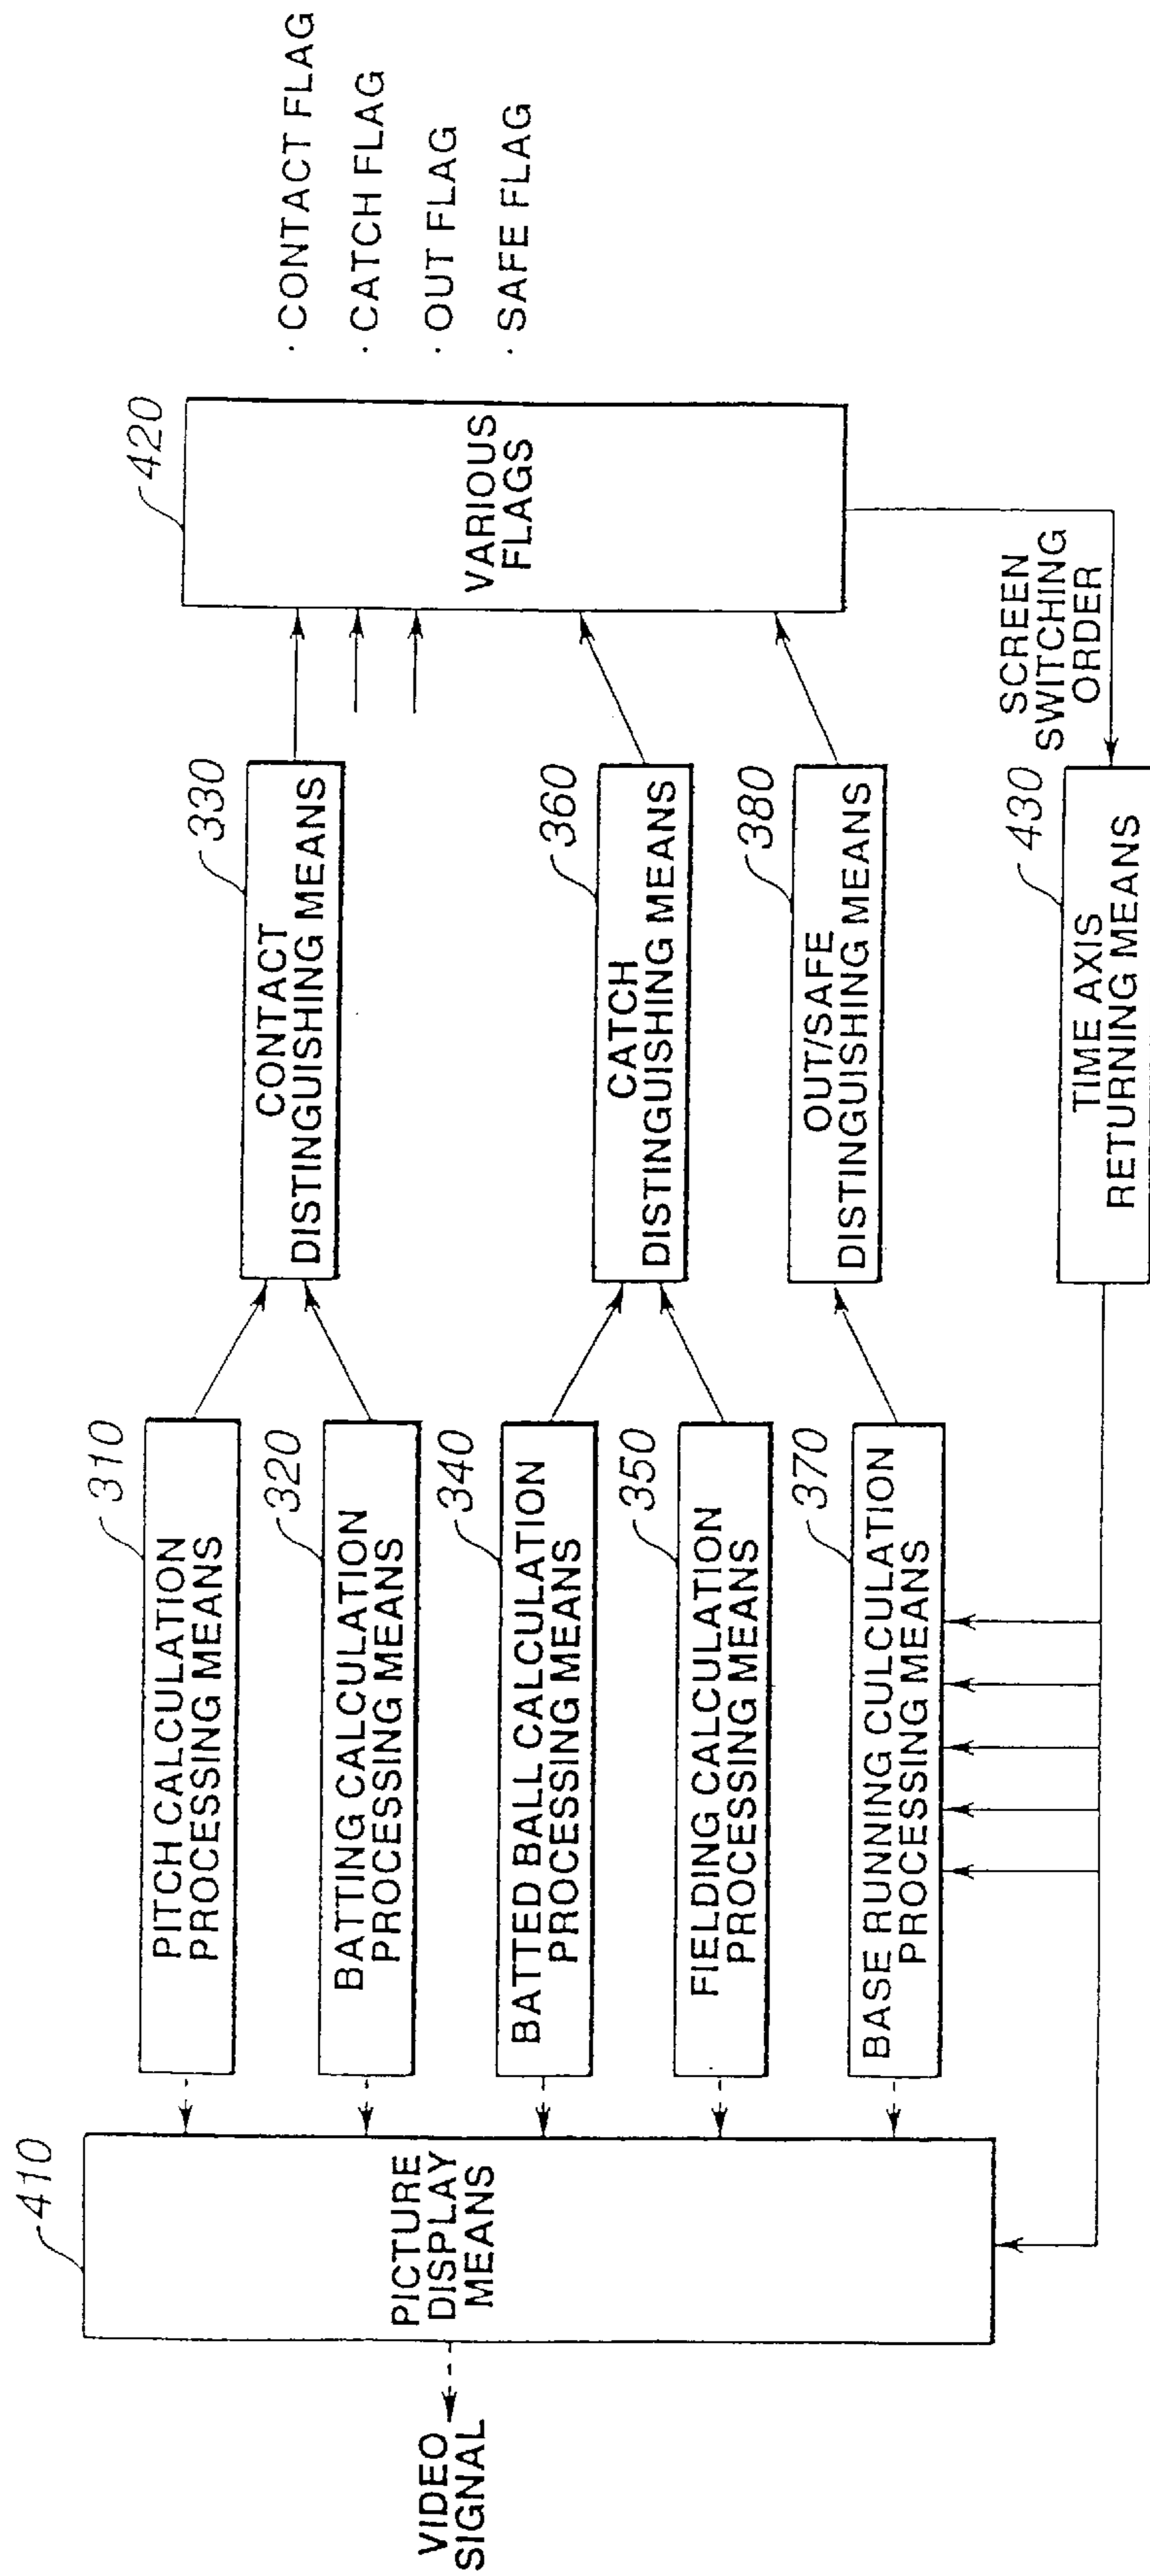 410
PICTURE
DISPLAY
MEANS
VIDEO
SIGNAL
310
PITCH CALCULATION
PROCESSING MEANS
320
BATTING CALCULATION
PROCESSING MEANS
340
BATTED BALL CALCULATION
PROCESSING MEANS
350
FIELDING CALCULATION
PROCESSING MEANS
370
BASE RUNNING CULCULATION
PROCESSING MEANS
330
CONTACT
DISTINGUISHING MEANS
360
CATCH
DISTINGUISHING MEANS
380
OUT/SAFE
DISTINGUISHING MEANS
430
TIME AXIS
RETURNING MEANS
SCREEN
SWITCHING
ORDER
420
VARIOUS
FLAGS
· CONTACT FLAG
· CATCH FLAG
· OUT FLAG
· SAFE FLAG